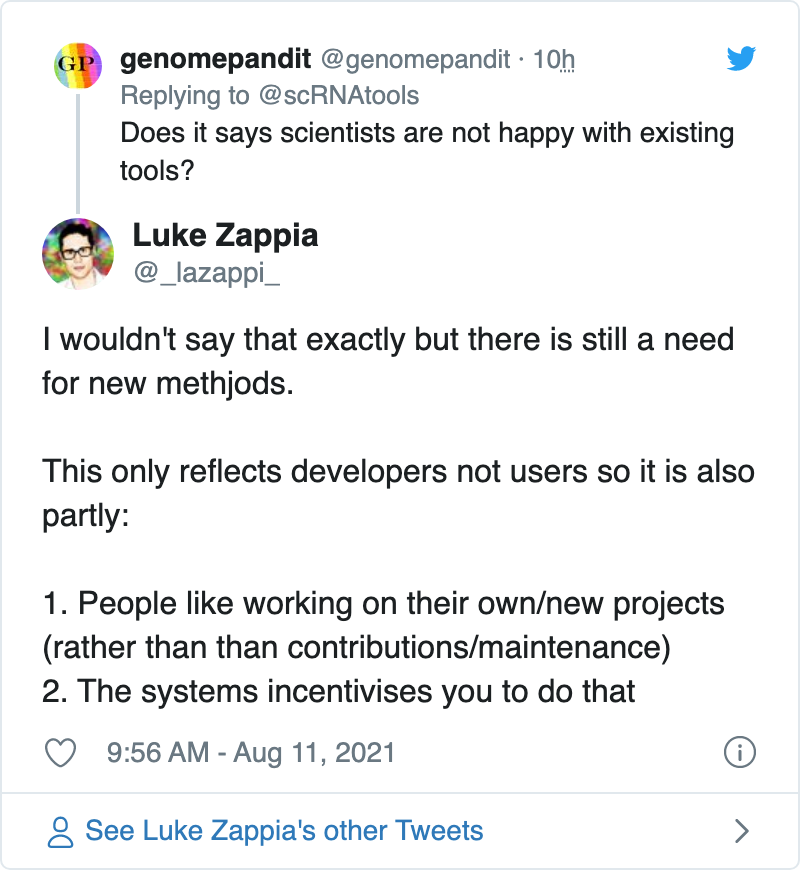 GP
genomepandit @genomepandit · 10h
Replying to @scRNAtools
Does it says scientists are not happy with existing
tools?
Luke Zappia
@_lazappi_
I wouldn't say that exactly but there is still a need
for new methjods.
This only reflects developers not users so it is also
partly:
1. People like working on their own/new projects
(rather than than contributions/maintenance)
2. The systems incentivises you to do that
9:56 AM - Aug 11, 2021
See Luke Zappia's other Tweets